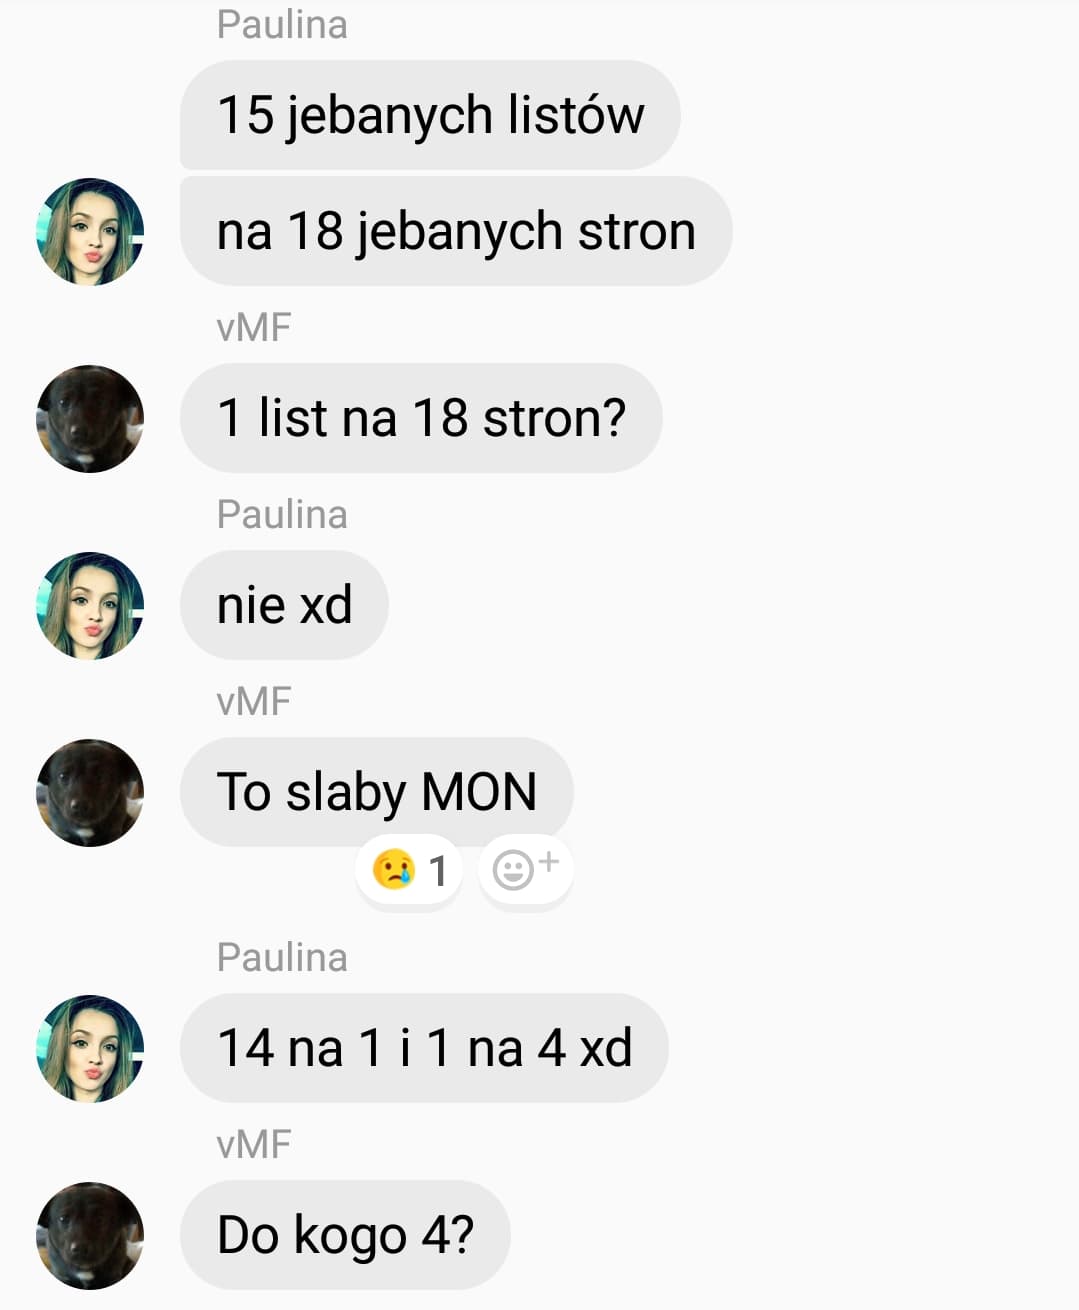 Paulina
15 jebanych listów
na 18 jebanych stron
vMF
1 list na 18 stron?
Paulina
nie xd
vMF
To slaby MON
1
Paulina
14 na 1 i 1 na 4 xd
vMF
Do kogo 4?